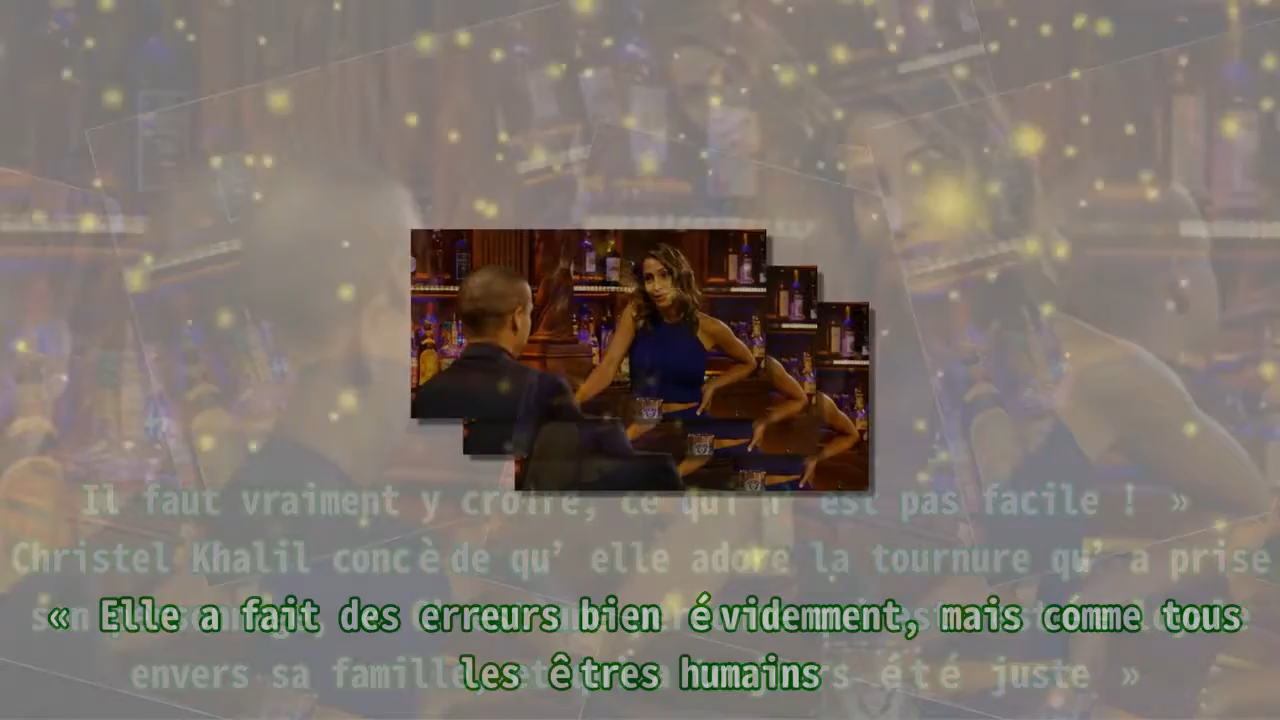 Il faut vraiment y croire, ce qui n' est pas facile ! »
Christel Khalil concède qu’ elle adore la tournure qu’ a prise
« Elle a fait des erreurs bien évidemment, mais comme tous
les êtres humains
envers sa famille, et été juste »